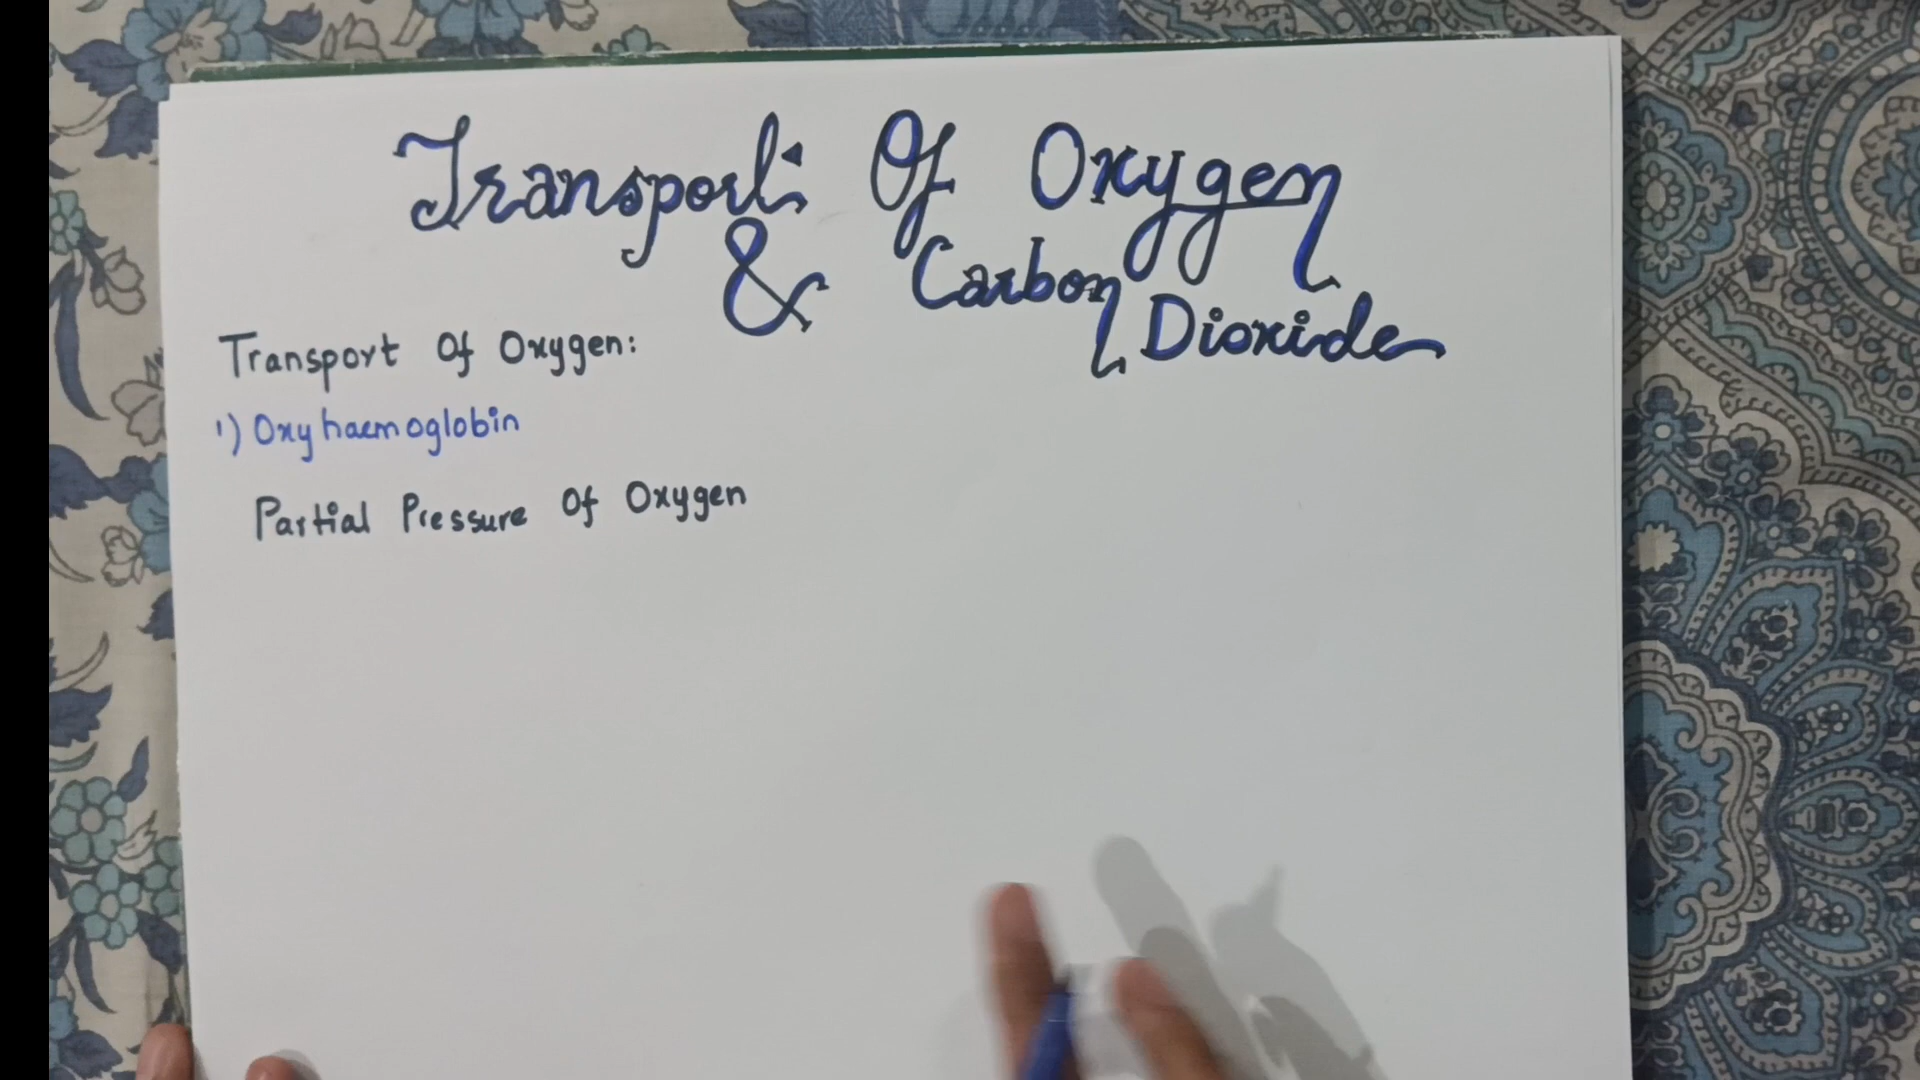 Transport Of Oxygen
& Carbon
Dioxide
Transport Of Oxygen:
1) Oxyhaemoglobin
Partial Pressure Of Oxygen